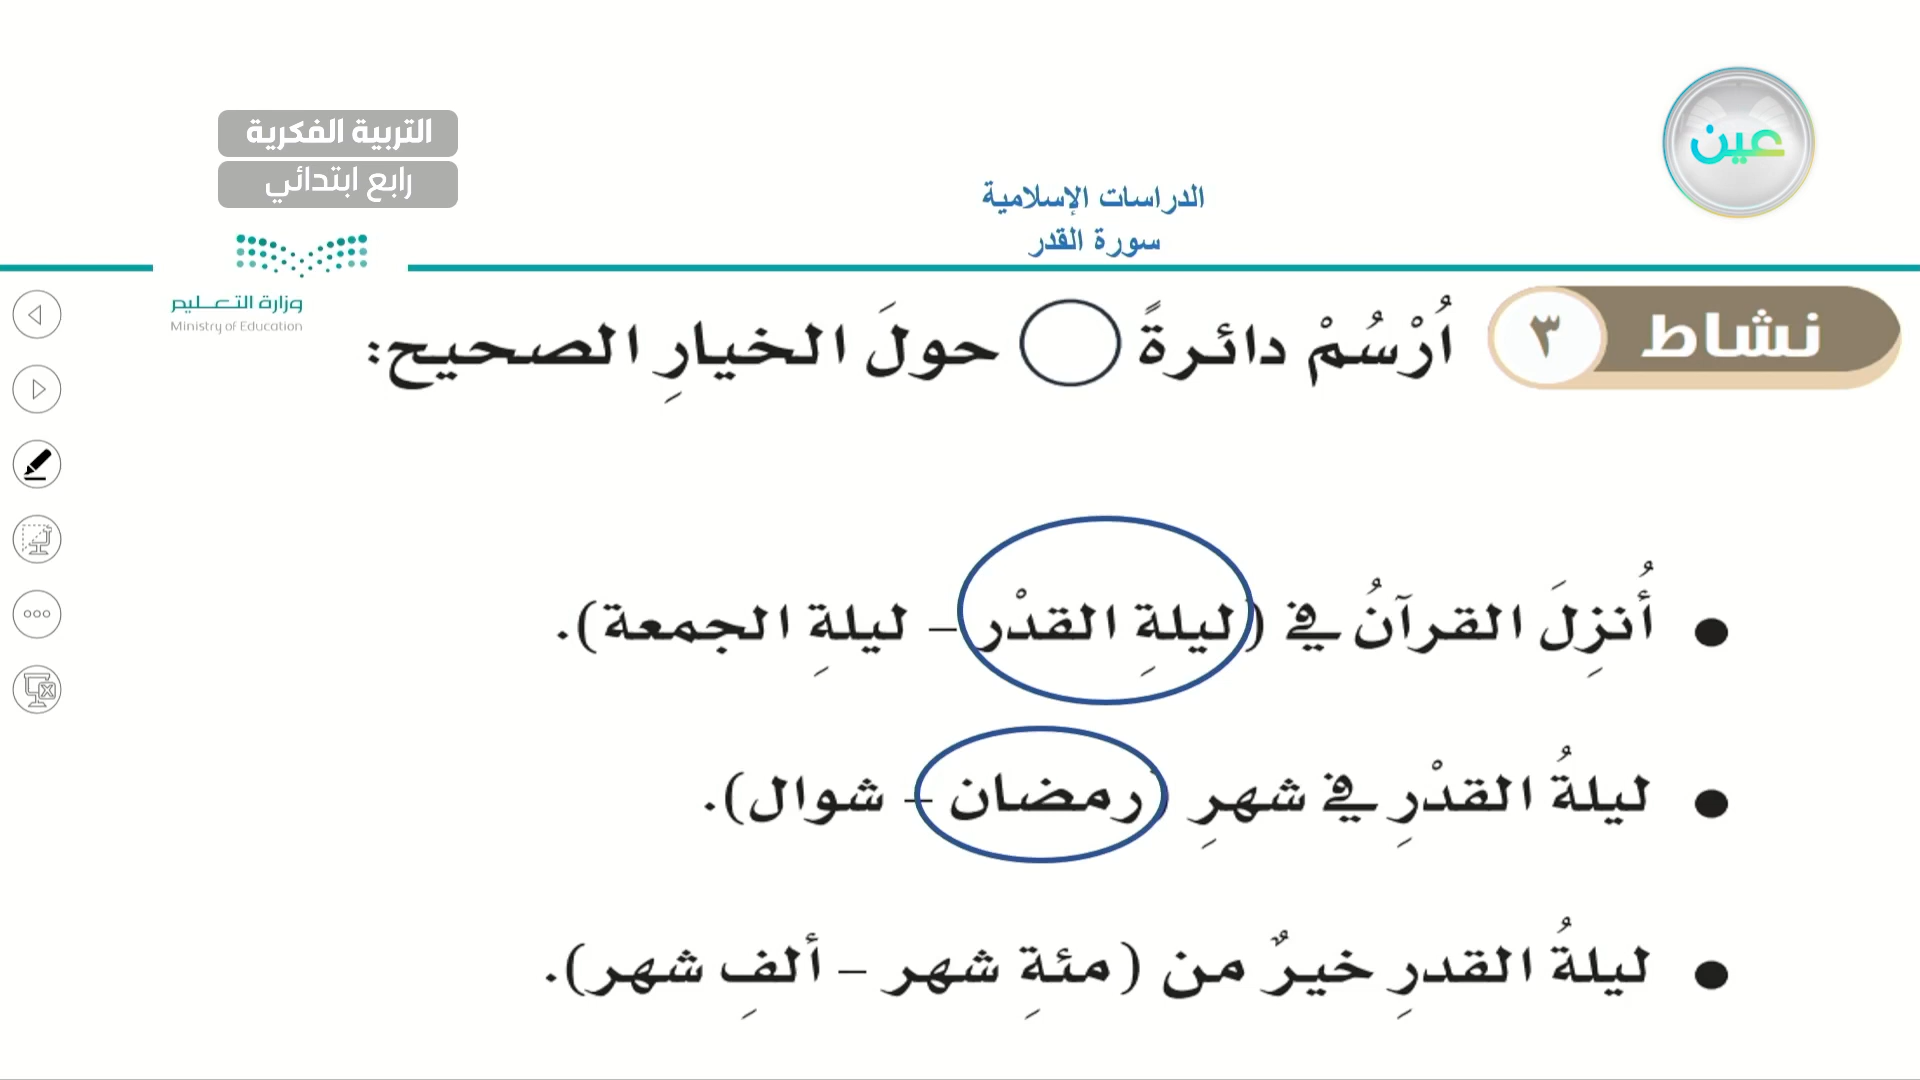 عين
التربية الفكرية
رابع ابتدائي
الدراسات الإسلامية
سورة القدر
وزارة التعليم
Ministry of Education
نشاط ٣
اُرْسُمْ دائرةً حولَ الخيارِ الصحيح:
● أُنزِلَ القرآنُ في (ليلةِ القدْر – ليلةِ الجمعة).
● ليلةُ القدْرِ في شهرِ (رمضان – شوال).
● ليلةُ القدرِ خيرٌ من (مئةِ شهر – ألفِ شهر).